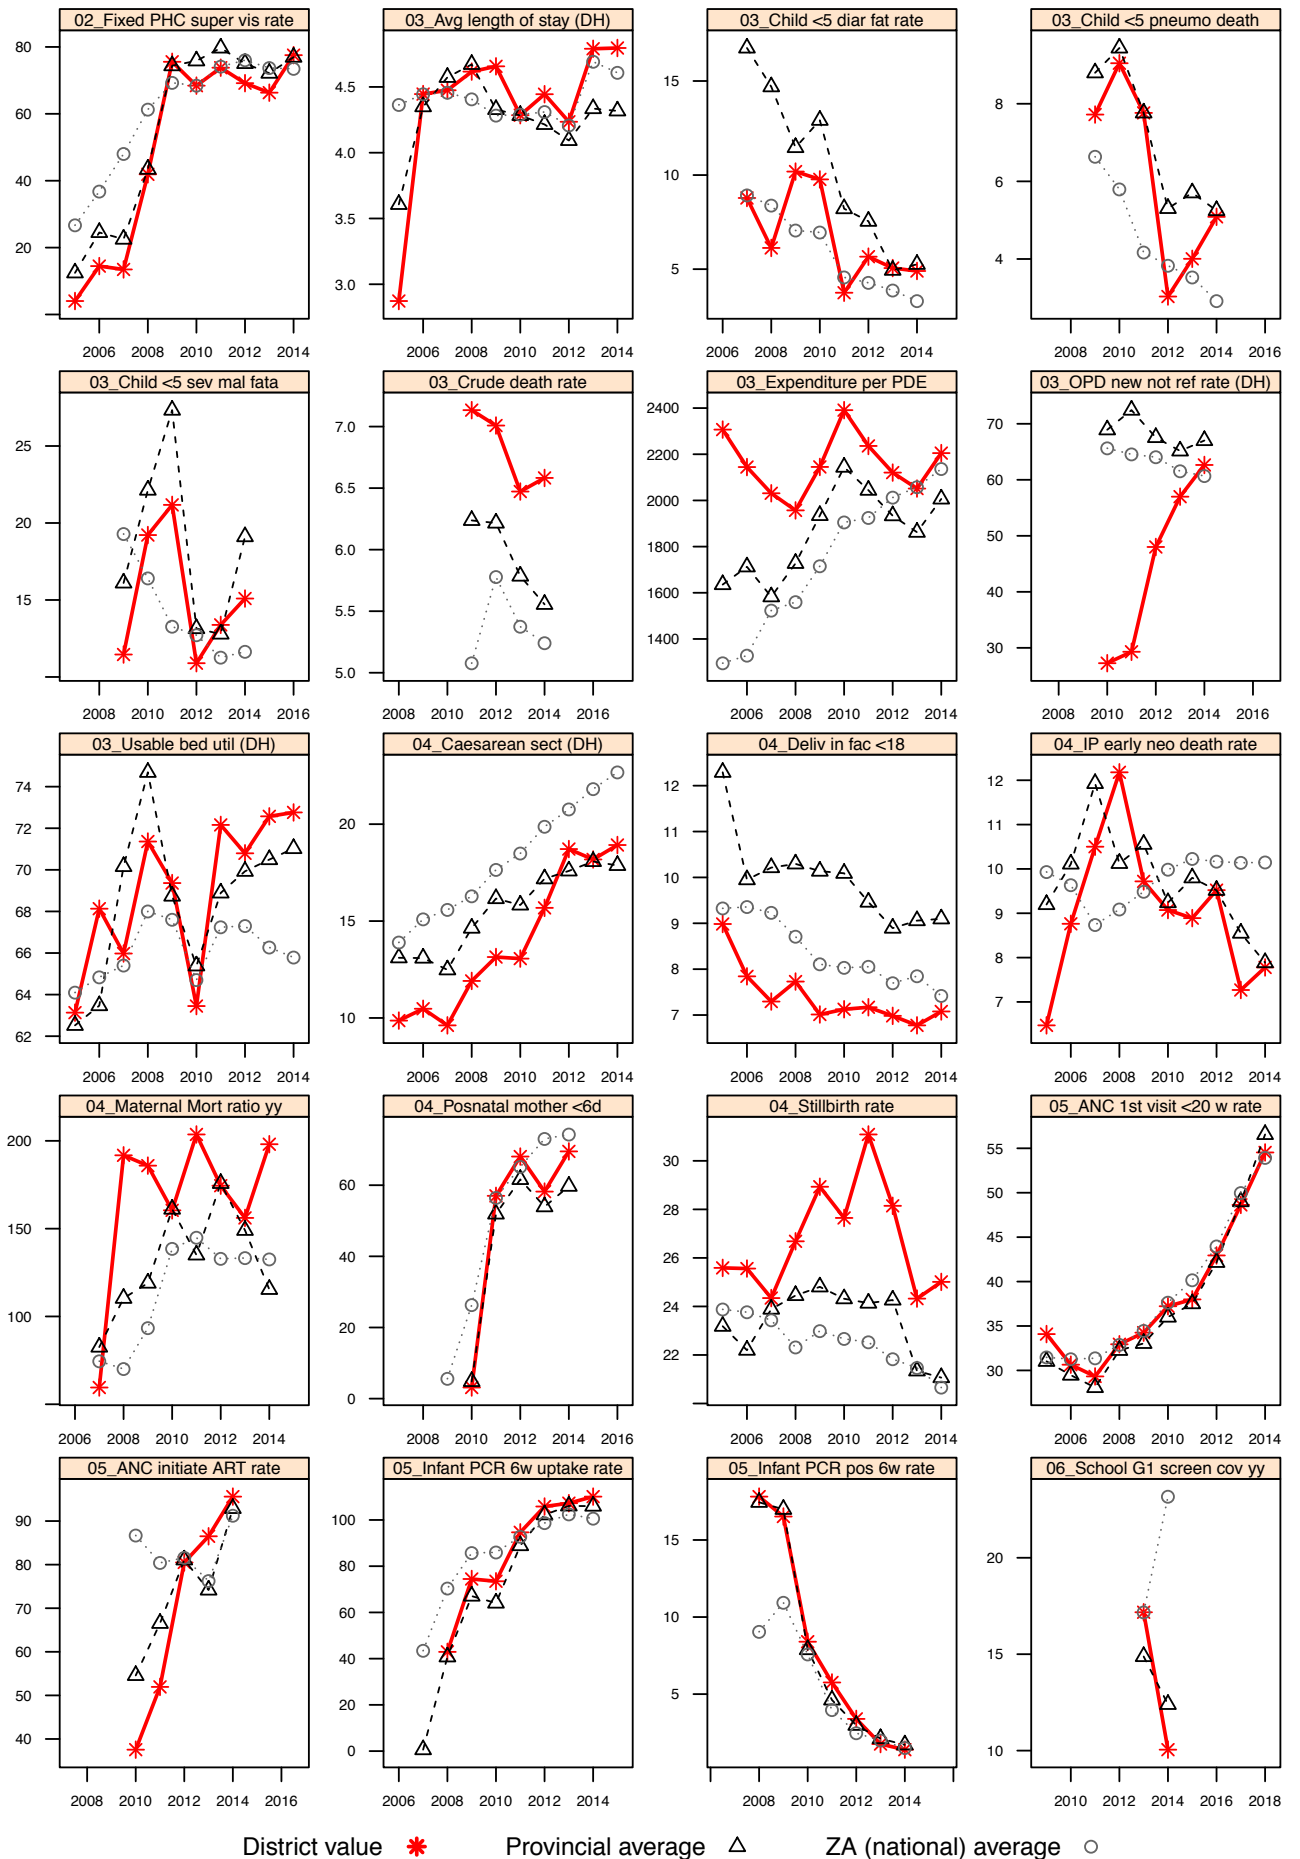 02_Fixed PHC super vis rate
03_Avg length of stay (DH)
03_Child <5 diar fat rate
03_Child <5 pneumo death
80
60
40
20
4.5
4.0
3.5
3.0
15
10
5
8
6
4
2006 2008 2010 2012 2014
2006 2008 2010 2012 2014 2016
2006 2008 2010 2012 2014
2008 2010 2012 2014 2016
03_Child <5 sev mal fata
03_Crude death rate
03_Expenditure per PDE
03_OPD new not ref rate (DH)
25
20
15
7.0
6.5
6.0
5.5
5.0
2400
2200
2000
1800
1600
1400
70
60
50
40
30
2008 2010 2012 2014 2016
2008 2010 2012 2014 2016
2006 2008 2010 2012 2014
2008 2010 2012 2014 2016
03_Usable bed util (DH)
04_Caesarean sect (DH)
04_Deliv in fac <18
04_IP early neo death rate
74
72
70
68
66
64
62
20
15
10
12
11
10
9
8
7
12
11
10
9
8
7
2006 2008 2010 2012 2014
2006 2008 2010 2012 2014
2006 2008 2010 2012 2014
2006 2008 2010 2012 2014
04_Maternal Mort ratio yy
04_Posnatal mother <6d
04_Stillbirth rate
05_ANC 1st visit <20 w rate
200
150
100
60
40
20
0
30
28
26
24
22
55
50
45
40
35
30
2006 2008 2010 2012 2014
2006 2008 2010 2012 2014 2016
2006 2008 2010 2012 2014
2006 2008 2010 2012 2014
05_ANC initiate ART rate
05_Infant PCR 6w uptake rate
05_Infant PCR pos 6w rate
06_School G1 screen cov yy
90
80
70
60
50
40
100
80
60
40
20
0
15
10
5
20
15
10
2008 2010 2012 2014 2016
2006 2008 2010 2012 2014
2008 2010 2012 2014
2010 2012 2014 2016 2018
District value Provincial average ZA (national) average